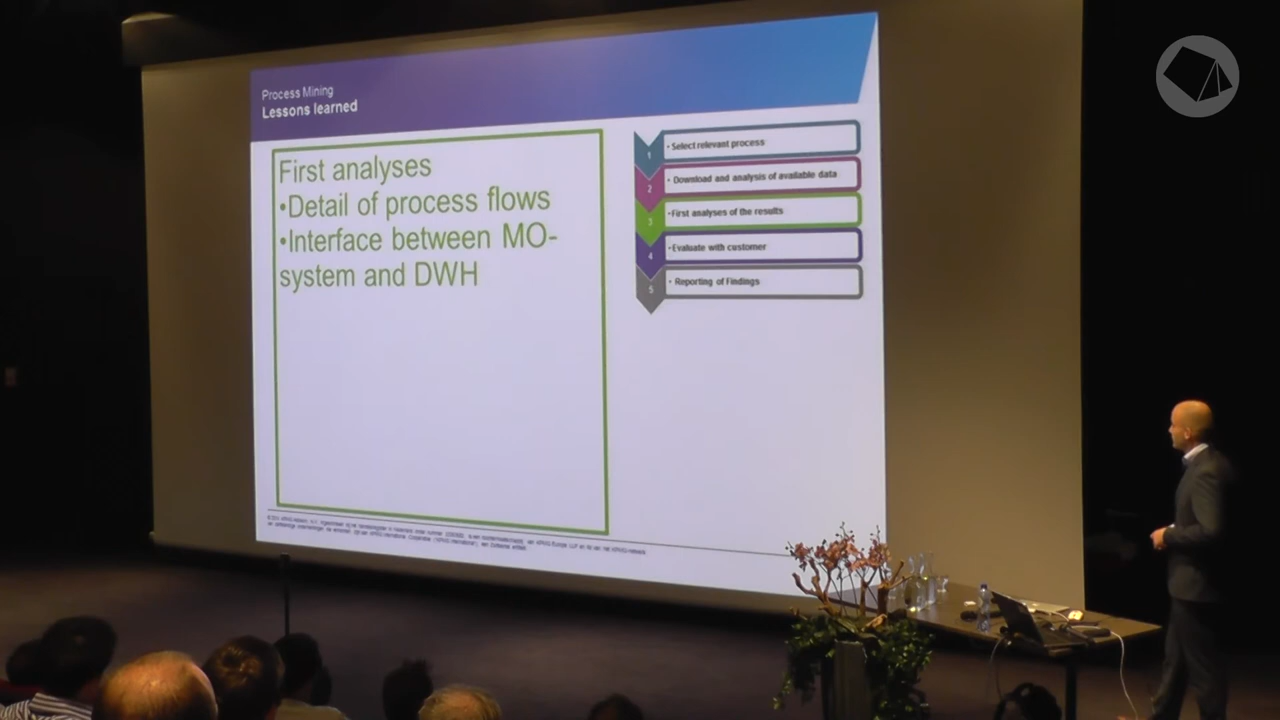 Process Mining
Lessons learned
First analyses
•Detail of process flows
•Interface between MO-
system and DWH
1
• Select relevant process
2
• Download and analysis of available data
3
•First analyses of the results
4
•Evaluate with customer
5
• Reporting of Findings